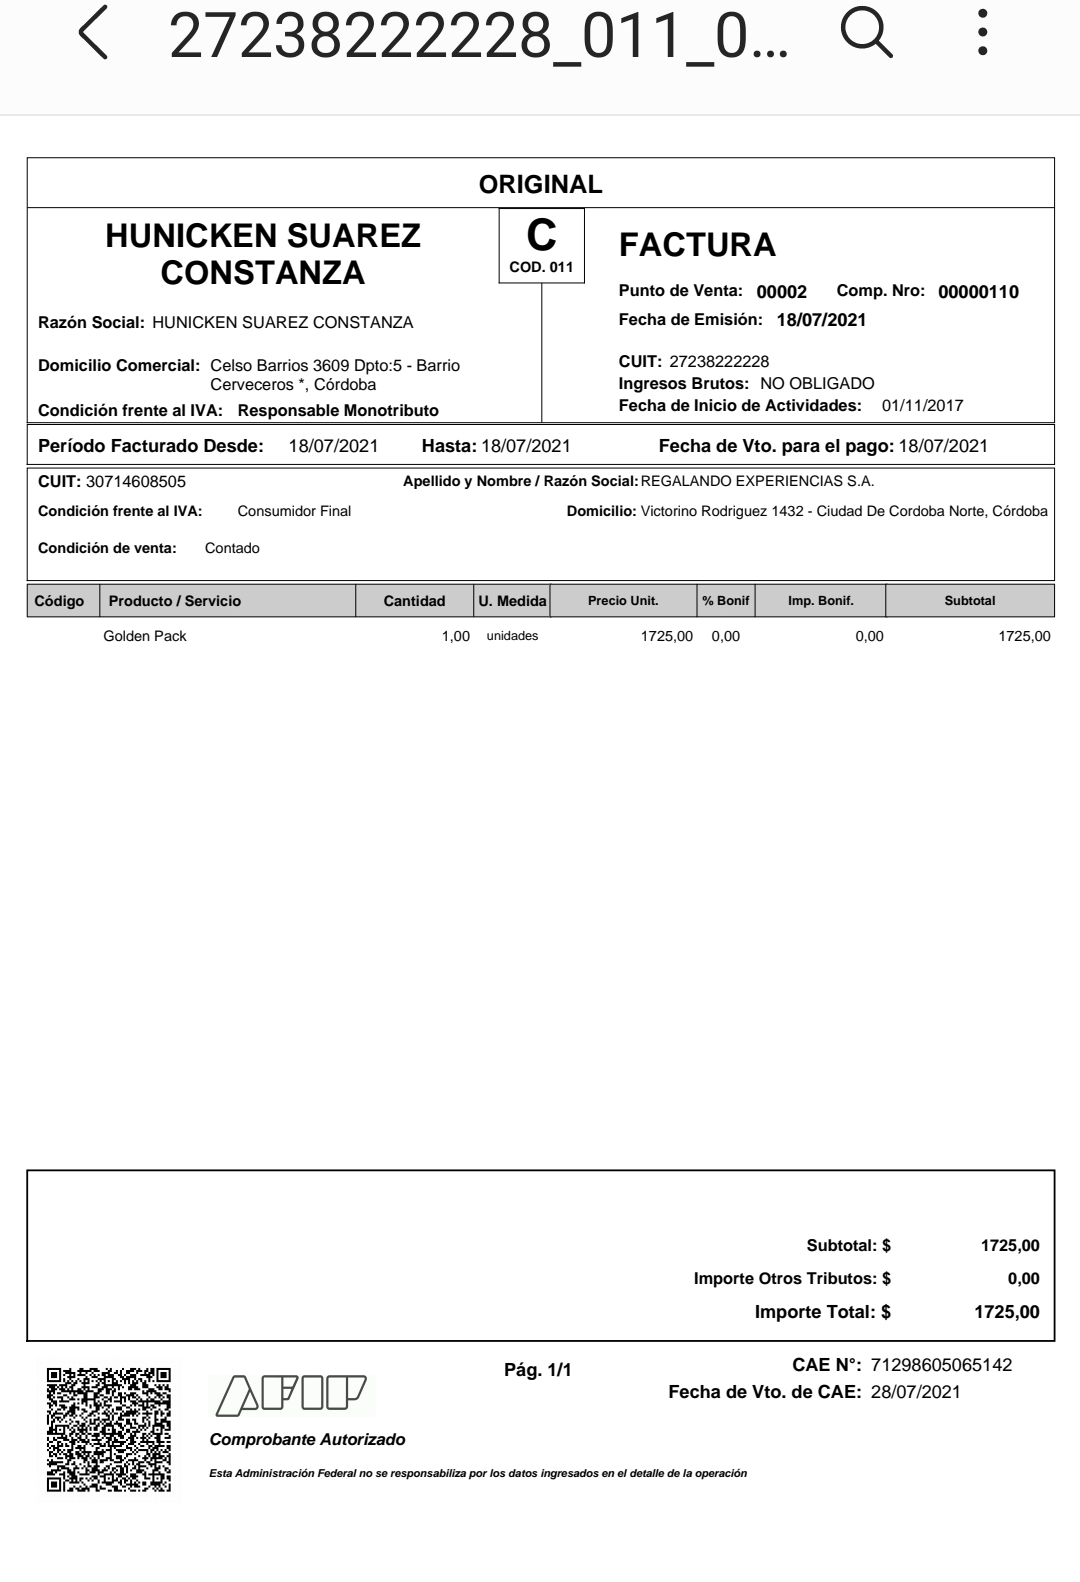 27238222228_011_0...
ORIGINAL
HUNICKEN SUAREZ
CONSTANZA
C
COD. 011
FACTURA
Punto de Venta: 00002 Comp. Nro: 00000110
Fecha de Emisión: 18/07/2021
Razón Social: HUNICKEN SUAREZ CONSTANZA
Domicilio Comercial: Celso Barrios 3609 Dpto:5 - Barrio
Cerveceros *, Córdoba
Condición frente al IVA: Responsable Monotributo
CUIT: 27238222228
Ingresos Brutos: NO OBLIGADO
Fecha de Inicio de Actividades: 01/11/2017
Período Facturado Desde: 18/07/2021 Hasta: 18/07/2021 Fecha de Vto. para el pago: 18/07/2021
CUIT: 30714608505 Apellido y Nombre / Razón Social: REGALANDO EXPERIENCIAS S.A.
Condición frente al IVA: Consumidor Final Domicilio: Victorino Rodriguez 1432 - Ciudad De Cordoba Norte, Córdoba
Condición de venta: Contado
Código Producto / Servicio Cantidad U. Medida Precio Unit. % Bonif Imp. Bonif. Subtotal
Golden Pack 1,00 unidades 1725,00 0,00 0,00 1725,00
Subtotal: $ 1725,00
Importe Otros Tributos: $ 0,00
Importe Total: $ 1725,00
Pág. 1/1
CAE N°: 71298605065142
Fecha de Vto. de CAE: 28/07/2021
AFIP
Comprobante Autorizado
Esta Administración Federal no se responsabiliza por los datos ingresados en el detalle de la operación